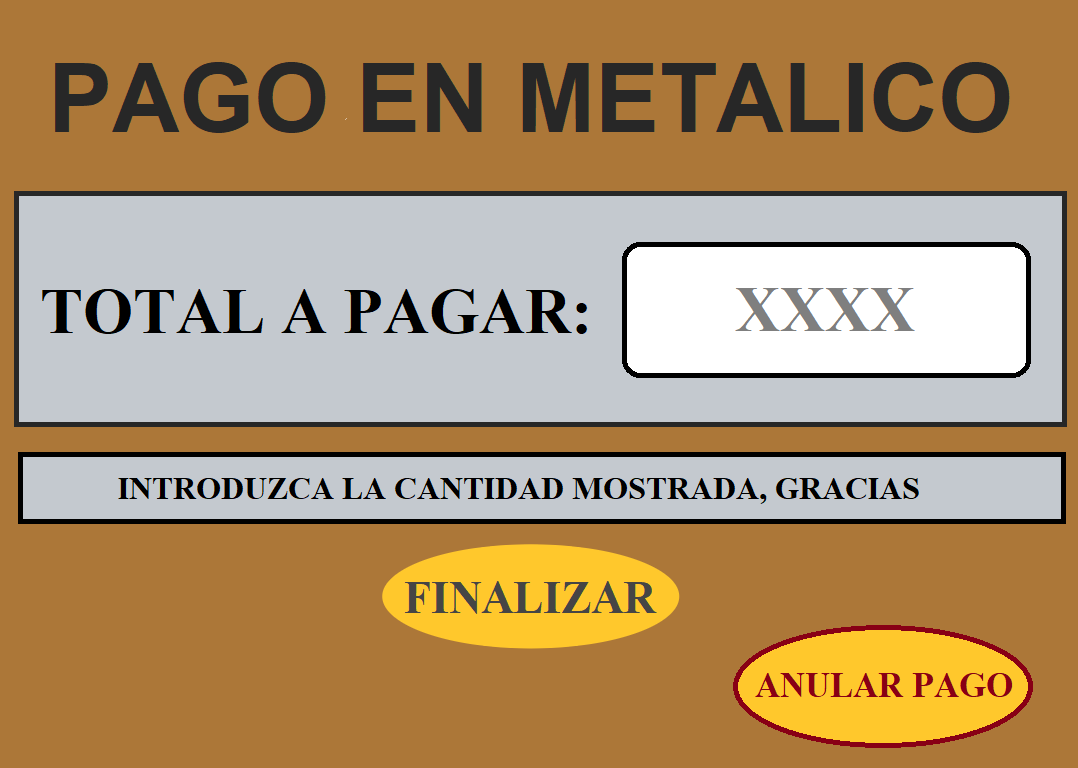 PAGO EN METALICO
TOTAL A PAGAR: XXXX
INTRODUZCA LA CANTIDAD MOSTRADA, GRACIAS
FINALIZAR
ANULAR PAGO